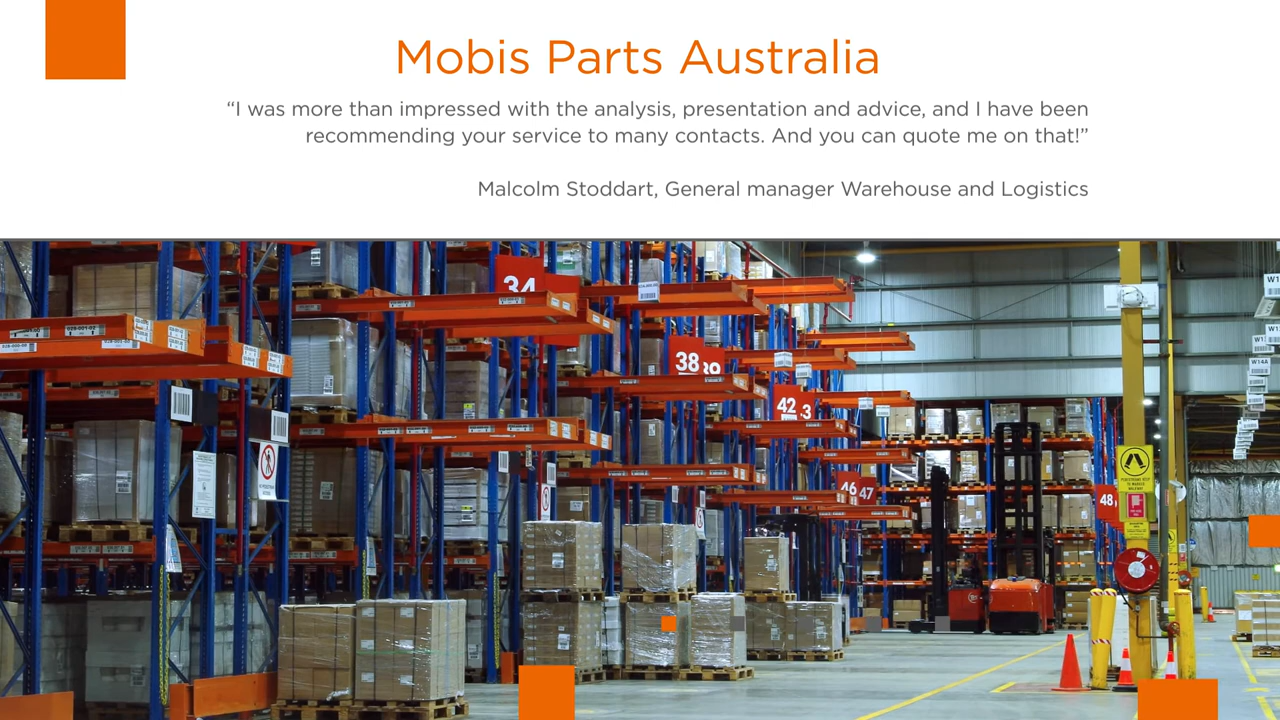 Mobis Parts Australia
“I was more than impressed with the analysis, presentation and advice, and I have been
recommending your service to many contacts. And you can quote me on that!”
Malcolm Stoddart, General manager Warehouse and Logistics
34
38
42
46
47
48